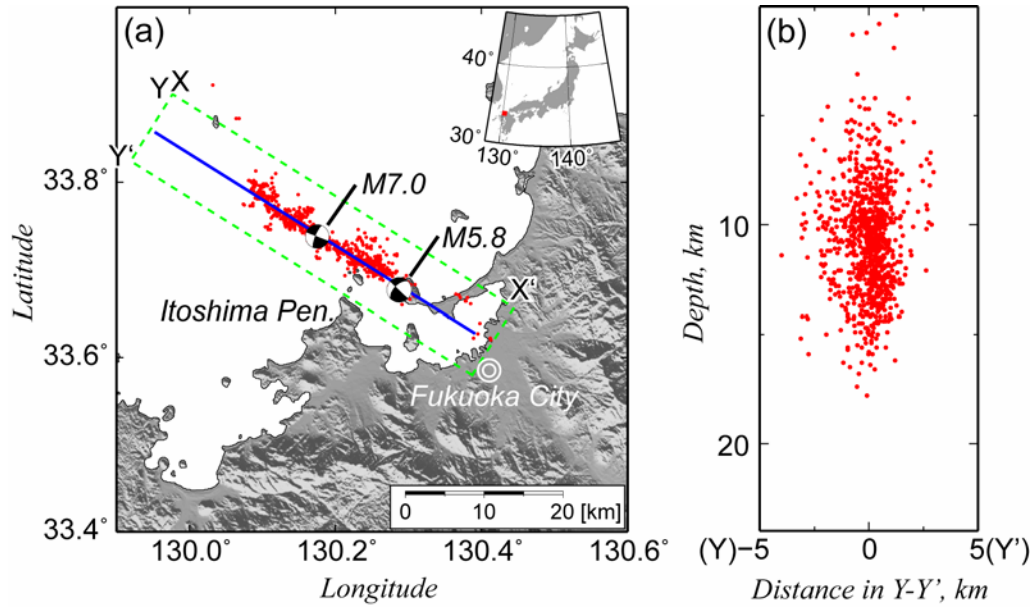 (a)
40°
30°
130°
140°
Y X
Y‘
33.8
M7.0
M5.8
X‘
Itoshima Pen.
33.6
Fukuoka City
0 10 20 [km]
33.4
130.0
130.2
130.4
130.6°
Latitude
Longitude
(b)
10
20
Depth, km
(Y)−5 0 5(Y’)
Distance in Y-Y’, km